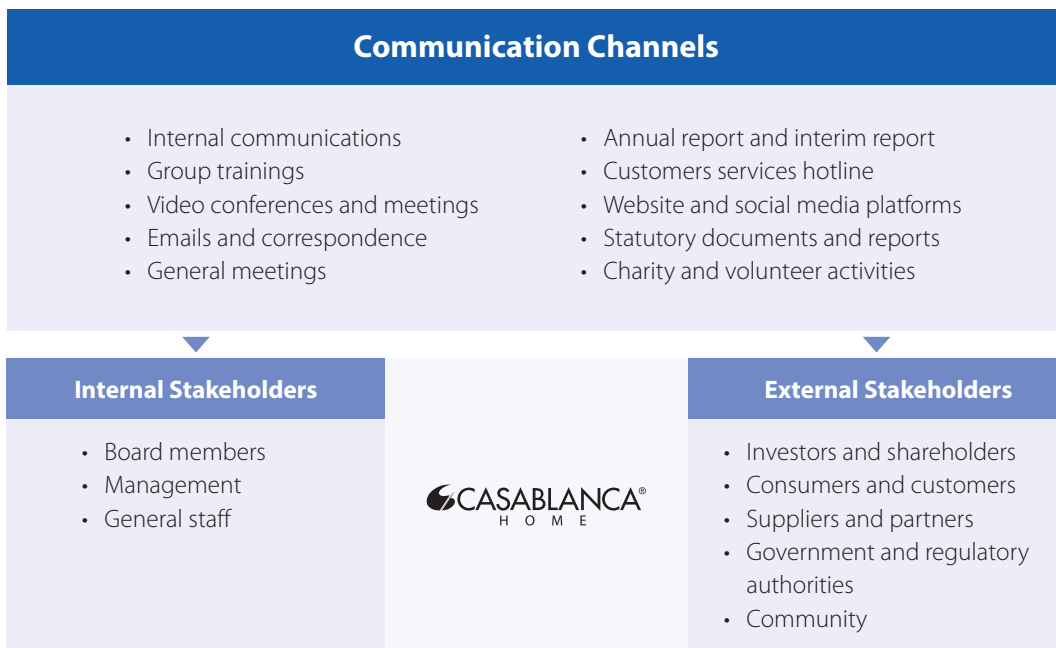 Communication Channels
• Internal communications
• Group trainings
• Video conferences and meetings
• Emails and correspondence
• General meetings
• Annual report and interim report
• Customers services hotline
• Website and social media platforms
• Statutory documents and reports
• Charity and volunteer activities
Internal Stakeholders
• Board members
• Management
• General staff
CASABLANCA®
HOME
External Stakeholders
• Investors and shareholders
• Consumers and customers
• Suppliers and partners
• Government and regulatory
authorities
• Community